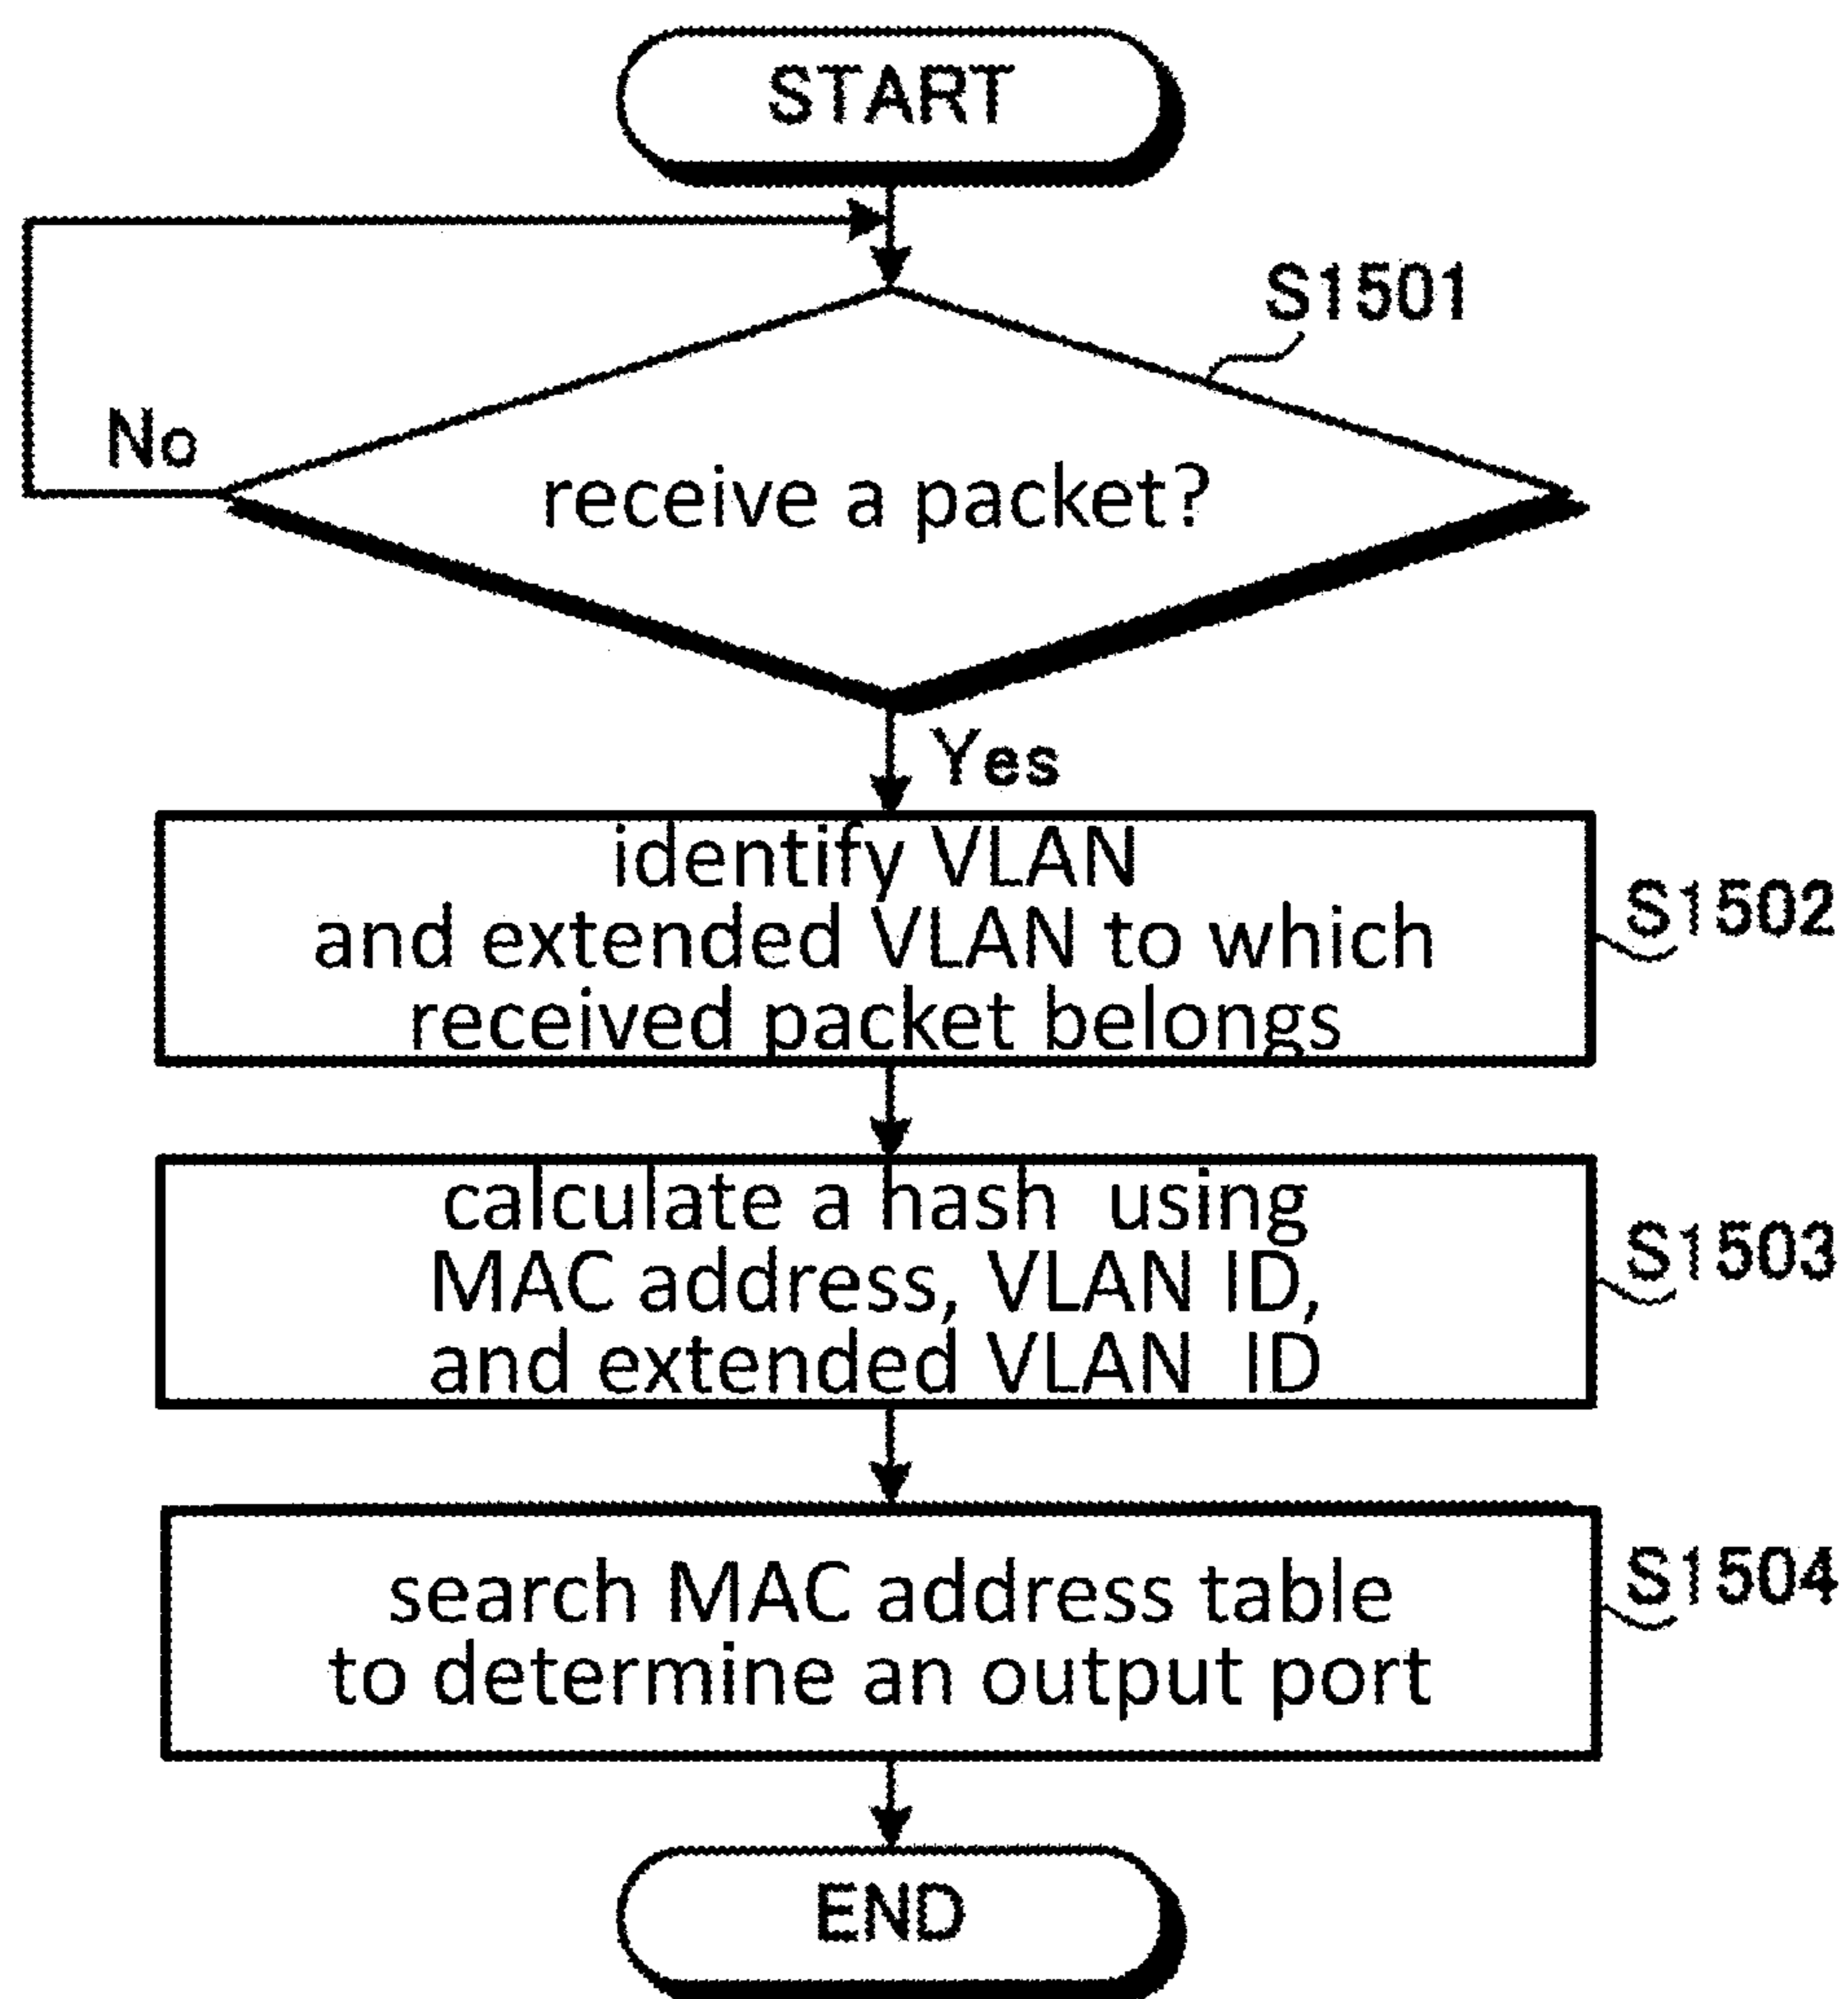 START
S1501
No
receive a packet?
Yes
identify VLAN
and extended VLAN to which
received packet belongs
S1502
calculate a hash using
MAC address, VLAN ID,
and extended VLAN ID
S1503
search MAC address table
to determine an output port
S1504
END